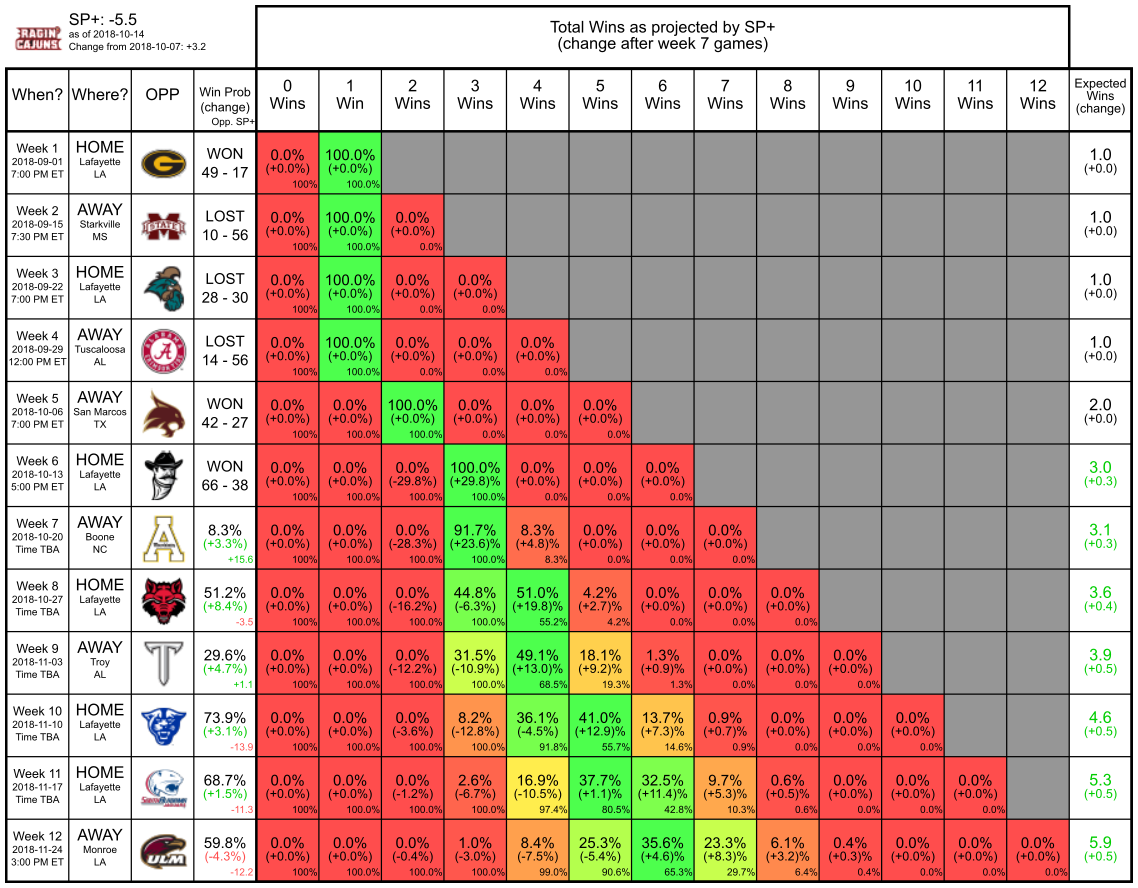 RAGIN' CAJUNS
SP+: -5.5
as of 2018-10-14
Change from 2018-10-07: +3.2
Total Wins as projected by SP+
(change after week 7 games)
When? Where? OPP Win Prob (change) Opp. SP+ 0 Wins 1 Win 2 Wins 3 Wins 4 Wins 5 Wins 6 Wins 7 Wins 8 Wins 9 Wins 10 Wins 11 Wins 12 Wins Expected Wins (change)
Week 1 HOME G WON 0.0% 100.0% 1.0
2018-09-01 Lafayette 49 - 17 (+0.0%) (+0.0%) (+0.0)
7:00 PM ET LA 100% 100.0%
Week 2 AWAY STATE LOST 0.0% 100.0% 0.0% 1.0
2018-09-15 Starkville 10 - 56 (+0.0%) (+0.0%) (+0.0%) (+0.0)
7:30 PM ET MS 100% 100.0% 0.0%
Week 3 HOME LOST 0.0% 100.0% 0.0% 0.0% 1.0
2018-09-22 Lafayette 28 - 30 (+0.0%) (+0.0%) (+0.0%) (+0.0%) (+0.0)
7:00 PM ET LA 100% 100.0% 0.0% 0.0%
Week 4 AWAY ALABAMA A CRIMSON TIDE LOST 0.0% 100.0% 0.0% 0.0% 0.0% 1.0
2018-09-29 Tuscaloosa 14 - 56 (+0.0%) (+0.0%) (+0.0%) (+0.0%) (+0.0%) (+0.0)
12:00 PM ET AL 100% 100.0% 0.0% 0.0% 0.0%
Week 5 AWAY WON 0.0% 0.0% 100.0% 0.0% 0.0% 0.0% 2.0
2018-10-06 San Marcos 42 - 27 (+0.0%) (+0.0%) (+0.0%) (+0.0%) (+0.0%) (+0.0%) (+0.0)
7:00 PM ET TX 100% 100.0% 100.0% 0.0% 0.0% 0.0%
Week 6 HOME WON 0.0% 0.0% 0.0% 100.0% 0.0% 0.0% 0.0% 3.0
2018-10-13 Lafayette 66 - 38 (+0.0%) (+0.0%) (-29.8%) (+29.8)% (+0.0%) (+0.0%) (+0.0%) (+0.3)
5:00 PM ET LA 100% 100.0% 100.0% 100.0% 0.0% 0.0% 0.0%
Week 7 AWAY A 8.3% 0.0% 0.0% 0.0% 91.7% 8.3% 0.0% 0.0% 0.0% 3.1
2018-10-20 Boone (+3.3%) (+0.0%) (+0.0%) (-28.3%) (+23.6)% (+4.8)% (+0.0%) (+0.0%) (+0.0%) (+0.3)
Time TBA NC +15.6 100% 100.0% 100.0% 100.0% 8.3% 0.0% 0.0% 0.0%
Week 8 HOME 51.2% 0.0% 0.0% 0.0% 44.8% 51.0% 4.2% 0.0% 0.0% 0.0% 3.6
2018-10-27 Lafayette (+8.4%) (+0.0%) (+0.0%) (-16.2%) (-6.3%) (+19.8)% (+2.7)% (+0.0%) (+0.0%) (+0.0%) (+0.4)
Time TBA LA -3.5 100% 100.0% 100.0% 100.0% 55.2% 4.2% 0.0% 0.0% 0.0%
Week 9 AWAY T 29.6% 0.0% 0.0% 0.0% 31.5% 49.1% 18.1% 1.3% 0.0% 0.0% 0.0% 3.9
2018-11-03 Troy (+4.7%) (+0.0%) (+0.0%) (-12.2%) (-10.9%) (+13.0)% (+9.2)% (+0.9)% (+0.0%) (+0.0%) (+0.0%) (+0.5)
Time TBA AL +1.1 100% 100.0% 100.0% 100.0% 68.5% 19.3% 1.3% 0.0% 0.0% 0.0%
Week 10 HOME 73.9% 0.0% 0.0% 0.0% 8.2% 36.1% 41.0% 13.7% 0.9% 0.0% 0.0% 0.0% 4.6
2018-11-10 Lafayette (+3.1%) (+0.0%) (+0.0%) (-3.6%) (-12.8%) (-4.5%) (+12.9)% (+7.3)% (+0.7)% (+0.0%) (+0.0%) (+0.0%) (+0.5)
Time TBA LA -13.9 100% 100.0% 100.0% 100.0% 91.8% 55.7% 14.6% 0.9% 0.0% 0.0% 0.0%
Week 11 HOME 68.7% 0.0% 0.0% 0.0% 2.6% 16.9% 37.7% 32.5% 9.7% 0.6% 0.0% 0.0% 0.0% 5.3
2018-11-17 Lafayette (+1.5%) (+0.0%) (+0.0%) (-1.2%) (-6.7%) (-10.5%) (+1.1)% (+11.4)% (+5.3)% (+0.5)% (+0.0%) (+0.0%) (+0.0%) (+0.5)
Time TBA LA -11.3 100% 100.0% 100.0% 100.0% 97.4% 80.5% 42.8% 10.3% 0.6% 0.0% 0.0% 0.0%
Week 12 AWAY ULM 59.8% 0.0% 0.0% 0.0% 1.0% 8.4% 25.3% 35.6% 23.3% 6.1% 0.4% 0.0% 0.0% 0.0% 5.9
2018-11-24 Monroe (-4.3%) (+0.0%) (+0.0%) (-0.4%) (-3.0%) (-7.5%) (-5.4%) (+4.6)% (+8.3)% (+3.2)% (+0.3)% (+0.0%) (+0.0%) (+0.0%) (+0.5)
3:00 PM ET LA -12.2 100% 100.0% 100.0% 100.0% 99.0% 90.6% 65.3% 29.7% 6.4% 0.4% 0.0% 0.0% 0.0%